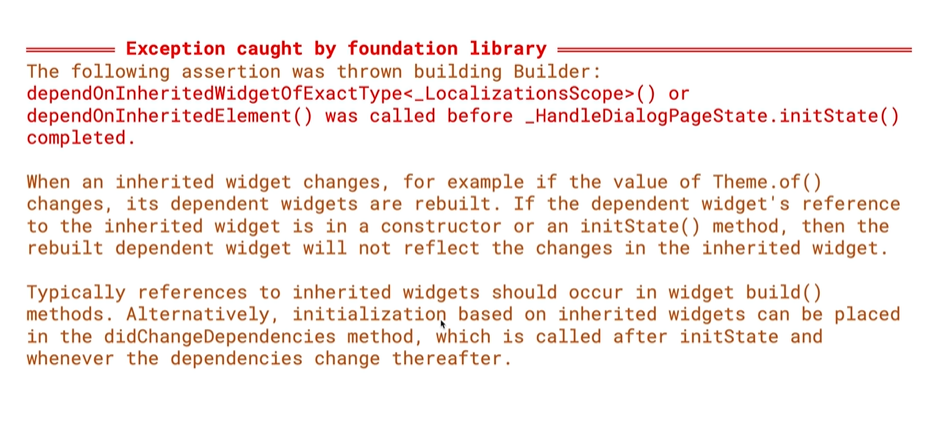 Exception caught by foundation library
The following assertion was thrown building Builder:
dependOnInheritedWidgetOfExactType<_LocalizationsScope>() or
dependOnInheritedElement() was called before _HandleDialogPageState.initState()
completed.
When an inherited widget changes, for example if the value of Theme.of()
changes, its dependent widgets are rebuilt. If the dependent widget's reference
to the inherited widget is in a constructor or an initState() method, then the
rebuilt dependent widget will not reflect the changes in the inherited widget.
Typically references to inherited widgets should occur in widget build()
methods. Alternatively, initialization based on inherited widgets can be placed
in the didChangeDependencies method, which is called after initState and
whenever the dependencies change thereafter.